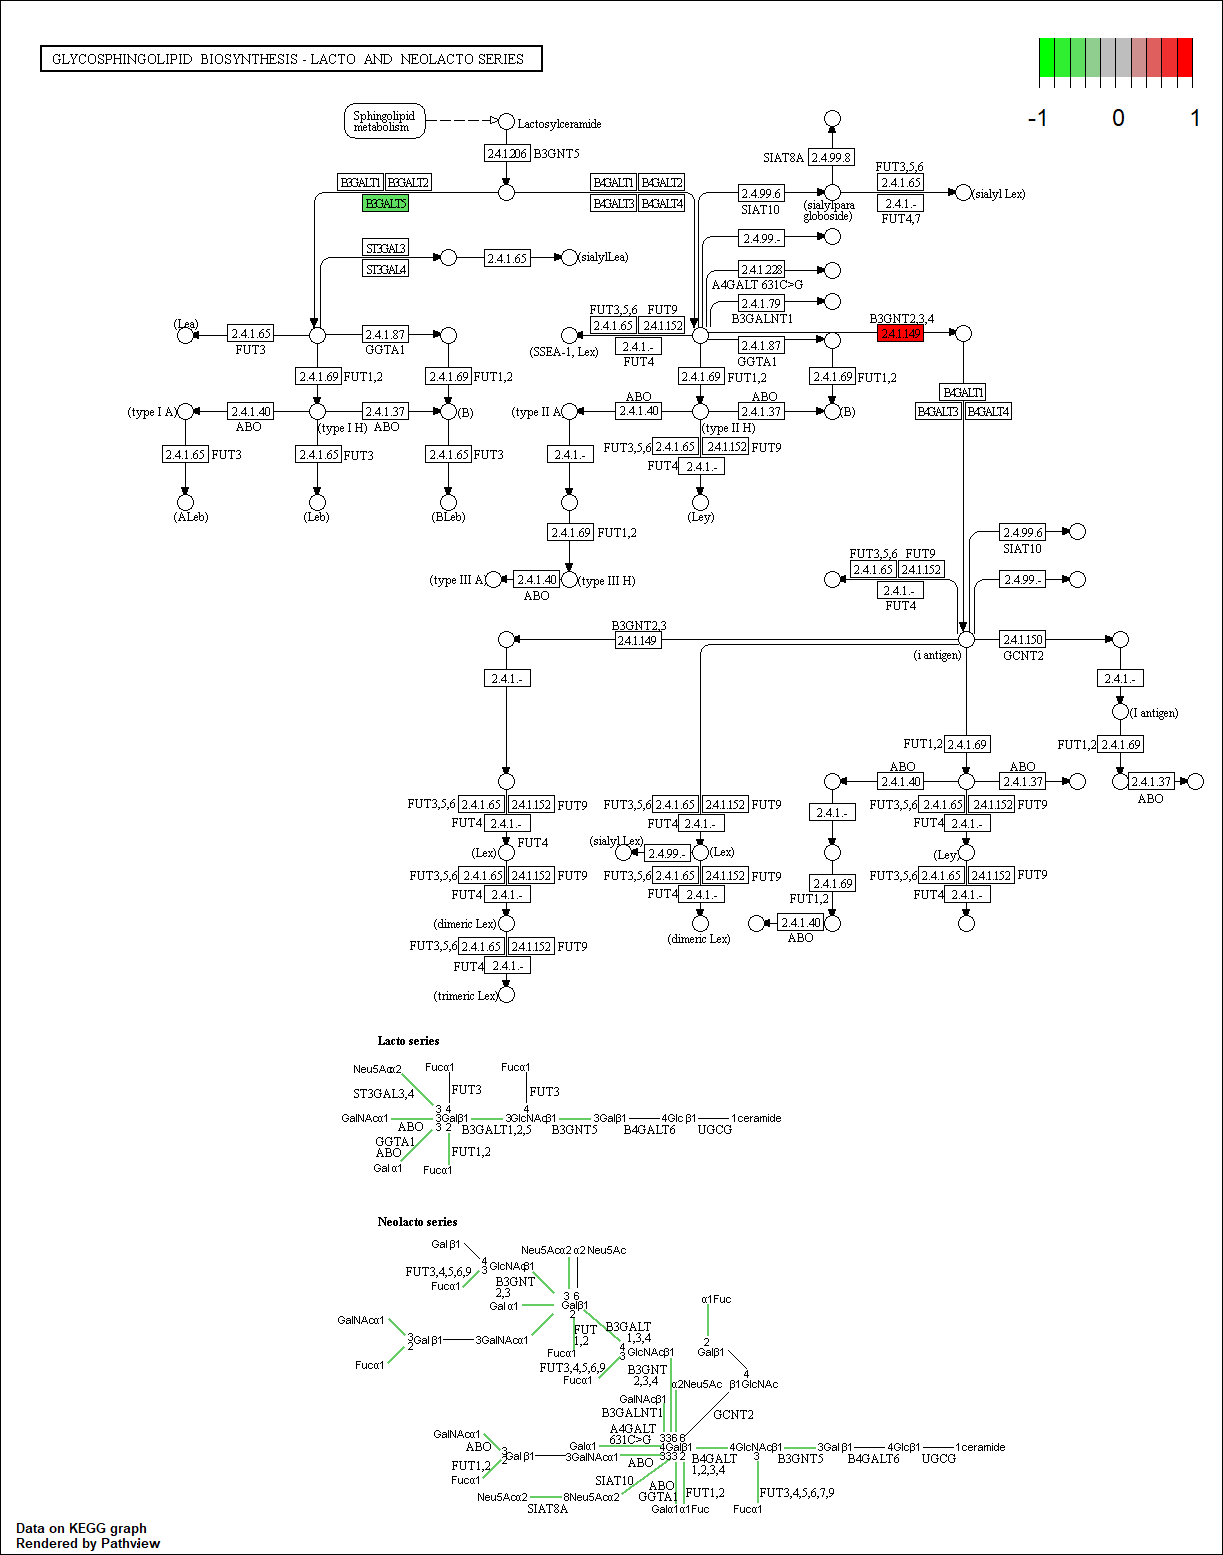 GLYCOSPHINGOLIPID BIOSYNTHESIS - LACTO AND NEOLACTO SERIES
-1 0 1
Sphingolipid
metabolism
Lactosylceramide
2.4.1.206 B3GNT5
SIAT8A 2.4.99.8
B3GALT1 B3GALT2
B3GALT5
B4GALT1 B4GALT2
B4GALT3 B4GALT4
2.4.99.6
SIAT10
(sialylpara
globoside)
FUT3,5,6
2.4.1.65
2.4.1.-
FUT4,7
(sialyl Lex)
2.4.99.-
ST3GAL3
ST3GAL4
2.4.1.65
(sialylLea)
2.4.1.228
A4GALT 631C>G
2.4.1.79
B3GALNT1
(Lea)
2.4.1.65
FUT3
2.4.1.87
GGTA1
FUT3,5,6 FUT9
2.4.1.65 2.4.1.152
2.4.1.-
FUT4
(SSEA-1, Lex)
2.4.1.87
GGTA1
B3GNT2,3,4
2.4.1.149
2.4.1.69 FUT1,2
2.4.1.69 FUT1,2
2.4.1.69 FUT1,2
2.4.1.69 FUT1,2
B4GALT1
B4GALT3 B4GALT4
(type I A)
2.4.1.40
ABO
(type I H)
2.4.1.37
ABO
(B)
(type II A)
ABO
2.4.1.40
(type II H)
ABO
2.4.1.37
(B)
2.4.1.65 FUT3
2.4.1.65 FUT3
2.4.1.65 FUT3
2.4.1.-
FUT3,5,6 2.4.1.65 2.4.1.152 FUT9
FUT4 2.4.1.-
(ALeb)
(Leb)
(BLeb)
(Ley)
2.4.1.69 FUT1,2
(type III A)
2.4.1.40
ABO
(type III H)
2.4.99.6
SIAT10
FUT3,5,6 FUT9
2.4.1.65 2.4.1.152
2.4.1.-
FUT4
2.4.99.-
B3GNT2,3
2.4.1.149
(i antigen)
2.4.1.150
GCNT2
2.4.1.-
2.4.1.-
(I antigen)
FUT1,2 2.4.1.69
FUT1,2 2.4.1.69
ABO
2.4.1.40
ABO
2.4.1.37
2.4.1.37
ABO
FUT3,5,6 2.4.1.65 2.4.1.152 FUT9
FUT4 2.4.1.-
FUT4
FUT3,5,6 2.4.1.65 2.4.1.152 FUT9
FUT4 2.4.1.-
2.4.1.-
FUT3,5,6 2.4.1.65 2.4.1.152 FUT9
FUT4 2.4.1.-
(Lex)
(sialyl Lex)
2.4.99.-
(Lex)
(Ley)
FUT3,5,6 2.4.1.65 2.4.1.152 FUT9
FUT4 2.4.1.-
FUT3,5,6 2.4.1.65 2.4.1.152 FUT9
FUT4 2.4.1.-
2.4.1.69
FUT1,2
FUT3,5,6 2.4.1.65 2.4.1.152 FUT9
FUT4 2.4.1.-
(dimeric Lex)
(dimeric Lex)
2.4.1.40
ABO
FUT3,5,6 2.4.1.65 2.4.1.152 FUT9
FUT4 2.4.1.-
(trimeric Lex)
Lacto series
Neu5Acα2 Fucα1 Fucα1
ST3GAL3,4 FUT3 FUT3
3 4 4
GalNAcα1 3Galβ1 3GlcNAcβ1 3Galβ1 4Glcβ1 1ceramide
ABO 3 2 B3GALT1,2,5 B3GNT5 B4GALT6 UGCG
GGTA1
ABO FUT1,2
Galα1 Fucα1
Neolacto series
Galβ1 Neu5Acα2 α2Neu5Ac
4
3 GlcNAcβ1
FUT3,4,5,6,9
Fucα1
B3GNT
2,3
3 6
Galα1 Galβ1
2
α1Fuc
GalNAcα1
B3GALT
1,3,4
FUT
1,2
3
2 Galβ1 3GalNAcα1
2
Galβ1
4
3 GlcNAcβ1
Fucα1
Fucα1
FUT3,4,5,6,9
Fucα1
B3GNT
2,3,4
4
α2Neu5Ac β1GlcNAc
GalNAcβ1
B3GALNT1
GCNT2
A4GALT
631C>G
GalNAcα1
ABO
3 3 6 6
Galα1 4Galβ1 4GlcNAcβ1 3Galβ1 4Glcβ1 1ceramide
3
2 Galβ1 3GalNAcα1 3 3 3 2 3
ABO B4GALT
1,2,3,4
B3GNT5 B4GALT6 UGCG
FUT1,2
Fucα1
SIAT10
ABO
GGTA1
FUT1,2 FUT3,4,5,6,7,9
Neu5Acα2 8Neu5Acα2
SIAT8A
Galα1 α1Fuc Fucα1
Data on KEGG graph
Rendered by Pathview